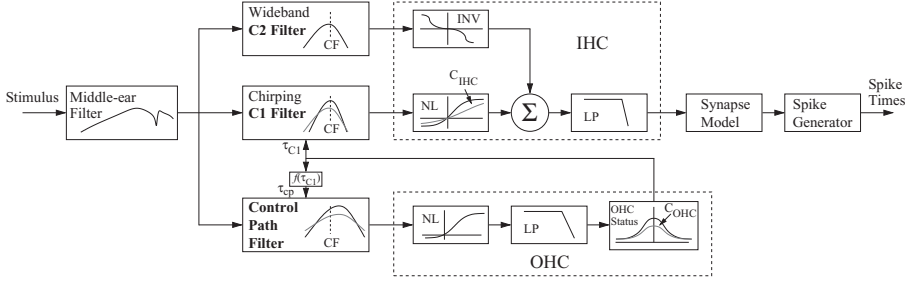 Wideband
C2 Filter
CF
INV
IHC
Stimulus
Middle-ear
Filter
Chirping
C1 Filter
CF
NL
C_IHC
Σ
LP
Synapse
Model
Spike
Generator
Spike
Times
τ_C1
f(τ_C1)
τ_cp
Control
Path
Filter
CF
NL
LP
OHC
Status
C_OHC
OHC